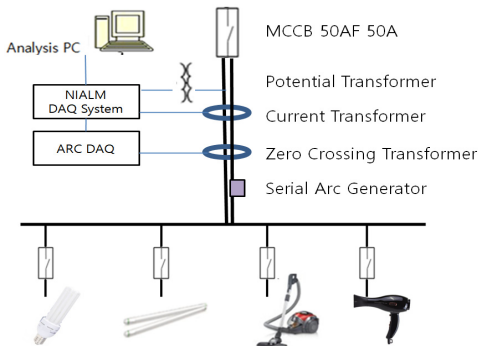 MCCB 50AF 50A
Analysis PC
Potential Transformer
NIALM
DAQ System
Current Transformer
ARC DAQ
Zero Crossing Transformer
Serial Arc Generator